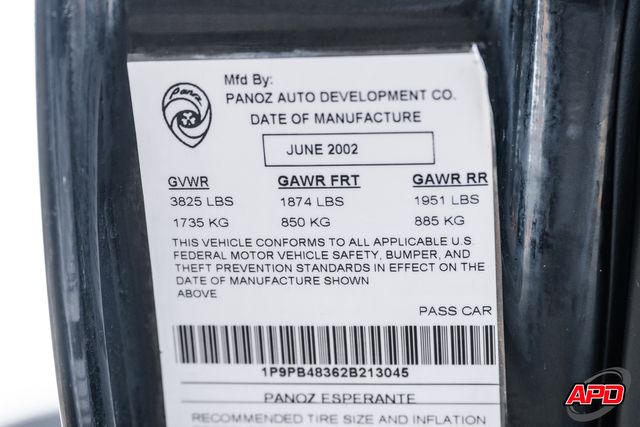 Panoz
Mfd By:
PANOZ AUTO DEVELOPMENT CO.
DATE OF MANUFACTURE
JUNE 2002
GVWR GAWR FRT GAWR RR
3825 LBS 1874 LBS 1951 LBS
1735 KG 850 KG 885 KG
THIS VEHICLE CONFORMS TO ALL APPLICABLE U.S.
FEDERAL MOTOR VEHICLE SAFETY, BUMPER, AND
THEFT PREVENTION STANDARDS IN EFFECT ON THE
DATE OF MANUFACTURE SHOWN
ABOVE
PASS CAR
1P9PB48362B213045
PANOZ ESPERANTE
RECOMMENDED TIRE SIZE AND INFLATION
APD